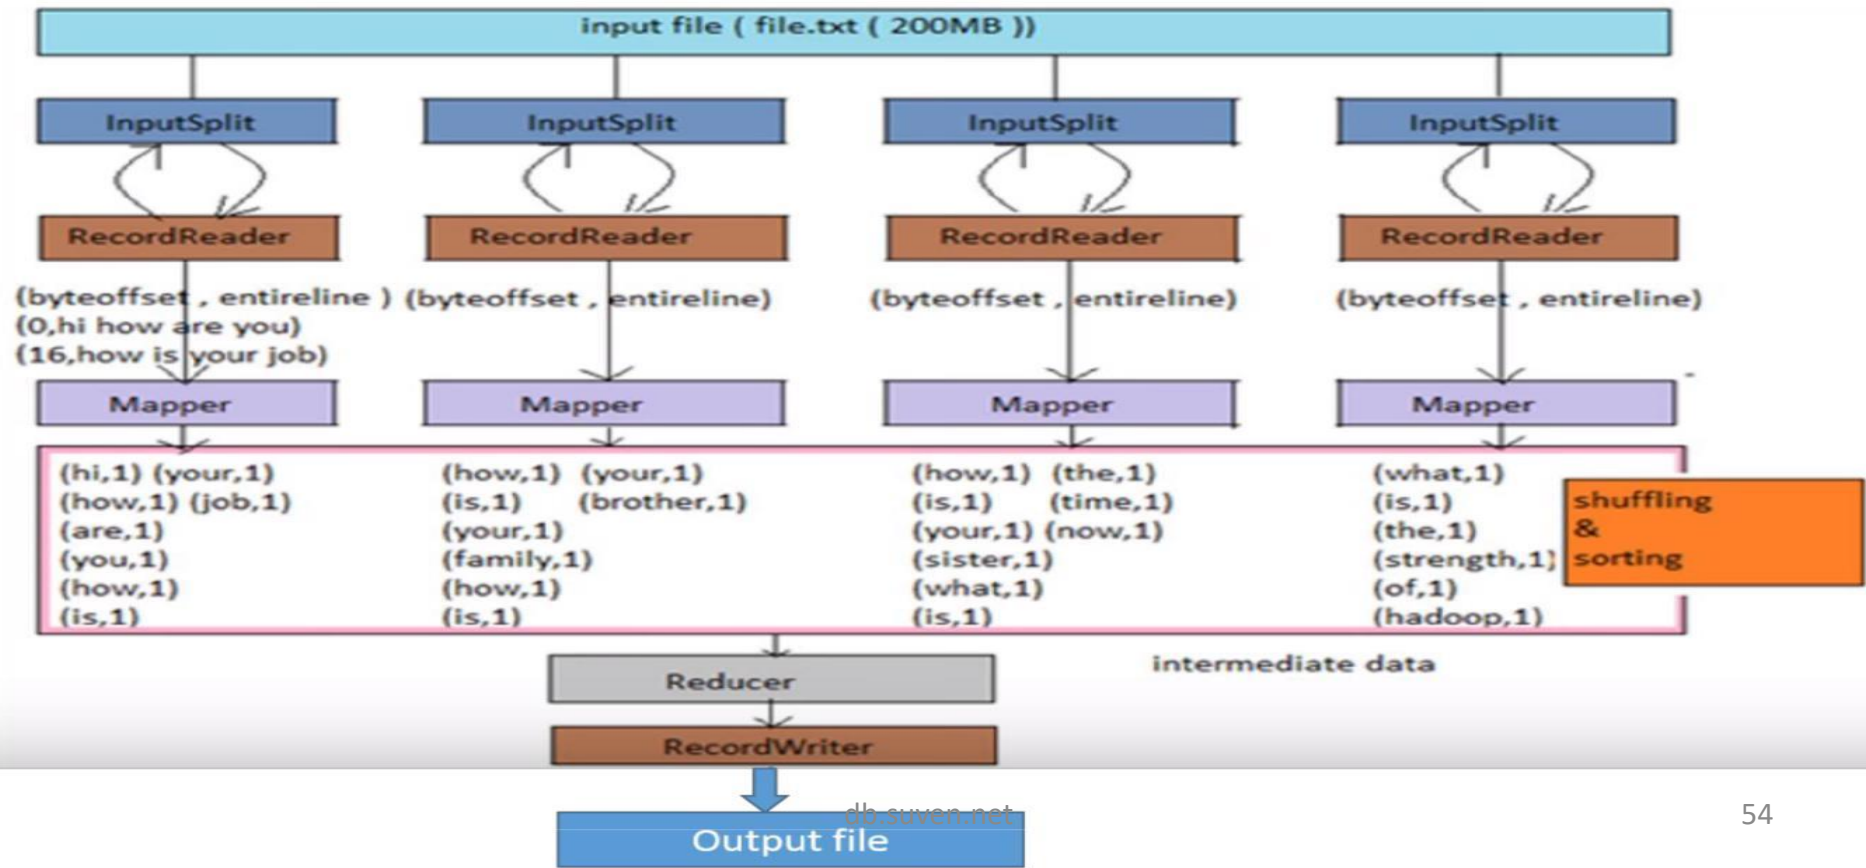 input file ( file.txt ( 200MB ))
InputSplit InputSplit InputSplit InputSplit
RecordReader RecordReader RecordReader RecordReader
(byteoffset , entireline ) (byteoffset , entireline) (byteoffset , entireline) (byteoffset , entireline)
(0,hi how are you)
(16,how is your job)
Mapper Mapper Mapper Mapper
(hi,1) (your,1)
(how,1) (job,1)
(are,1)
(you,1)
(how,1)
(is,1)
(how,1) (your,1)
(is,1) (brother,1)
(your,1)
(family,1)
(how,1)
(is,1)
(how,1) (the,1)
(is,1) (time,1)
(your,1) (now,1)
(sister,1)
(what,1)
(is,1)
(what,1)
(is,1)
(the,1)
(strength,1)
(of,1)
(hadoop,1)
shuffling
&
sorting
intermediate data
Reducer
RecordWriter
db.suven.net
54
Output file